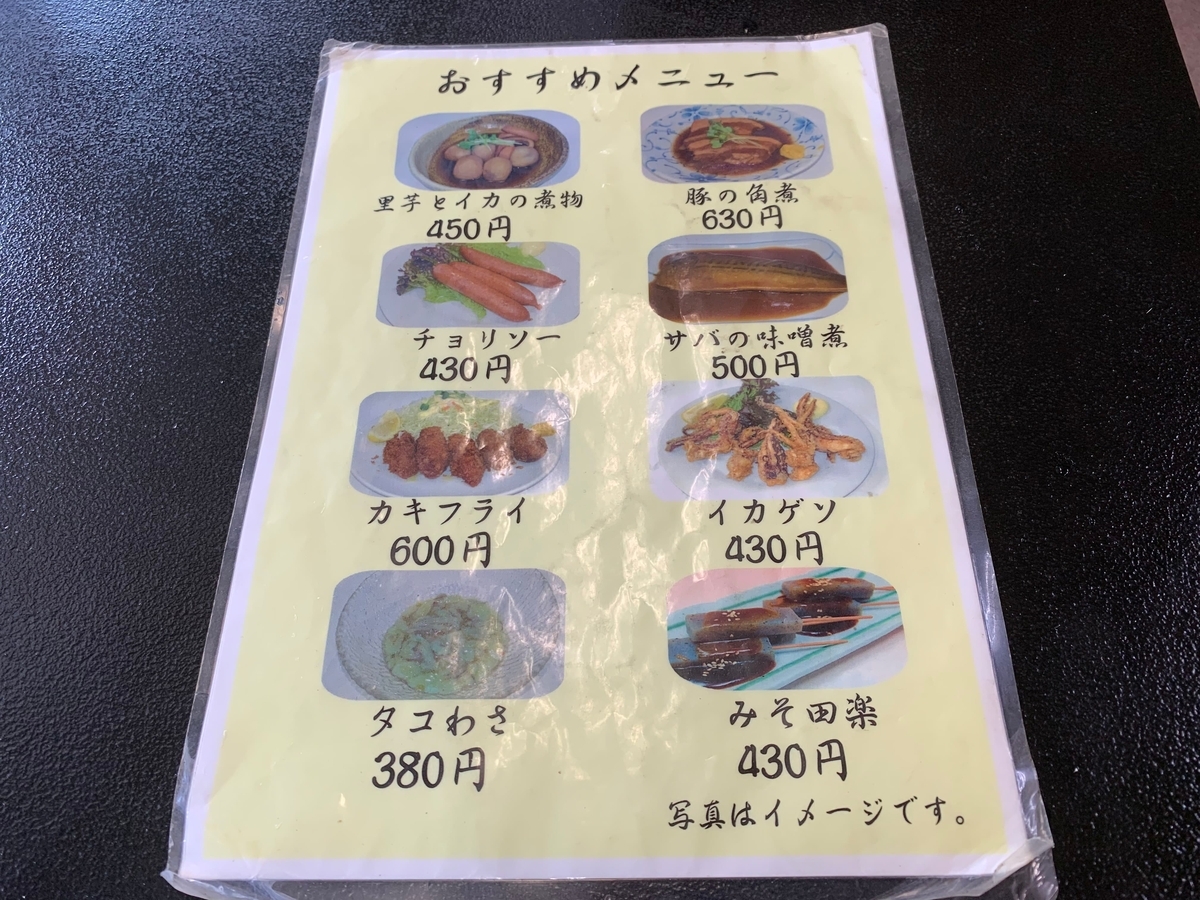 おすすめメニュー
里芋とイカの煮物
450円
豚の角煮
630円
チョリソー
430円
サバの味噌煮
500円
カキフライ
600円
イカゲソ
430円
タコわさ
380円
みそ田楽
430円
写真はイメージです。